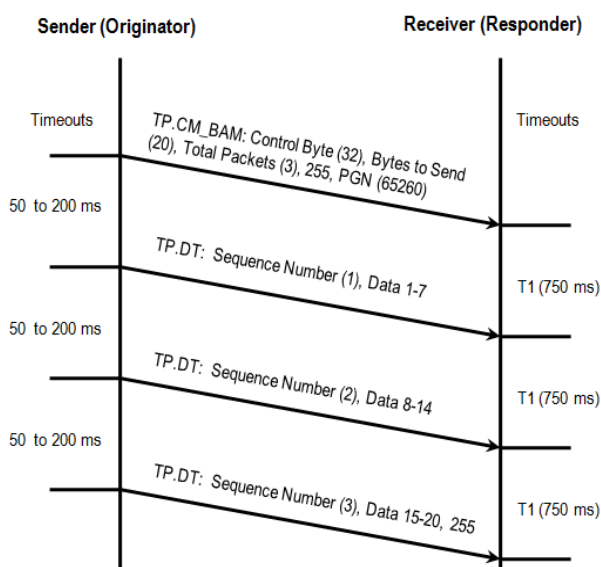 Sender (Originator)
Receiver (Responder)
Timeouts
Timeouts
TP.CM_BAM: Control Byte (32), Bytes to Send
(20), Total Packets (3), 255, PGN (65260)
50 to 200 ms
TP.DT: Sequence Number (1), Data 1-7
T1 (750 ms)
50 to 200 ms
TP.DT: Sequence Number (2), Data 8-14
T1 (750 ms)
50 to 200 ms
TP.DT: Sequence Number (3), Data 15-20, 255
T1 (750 ms)